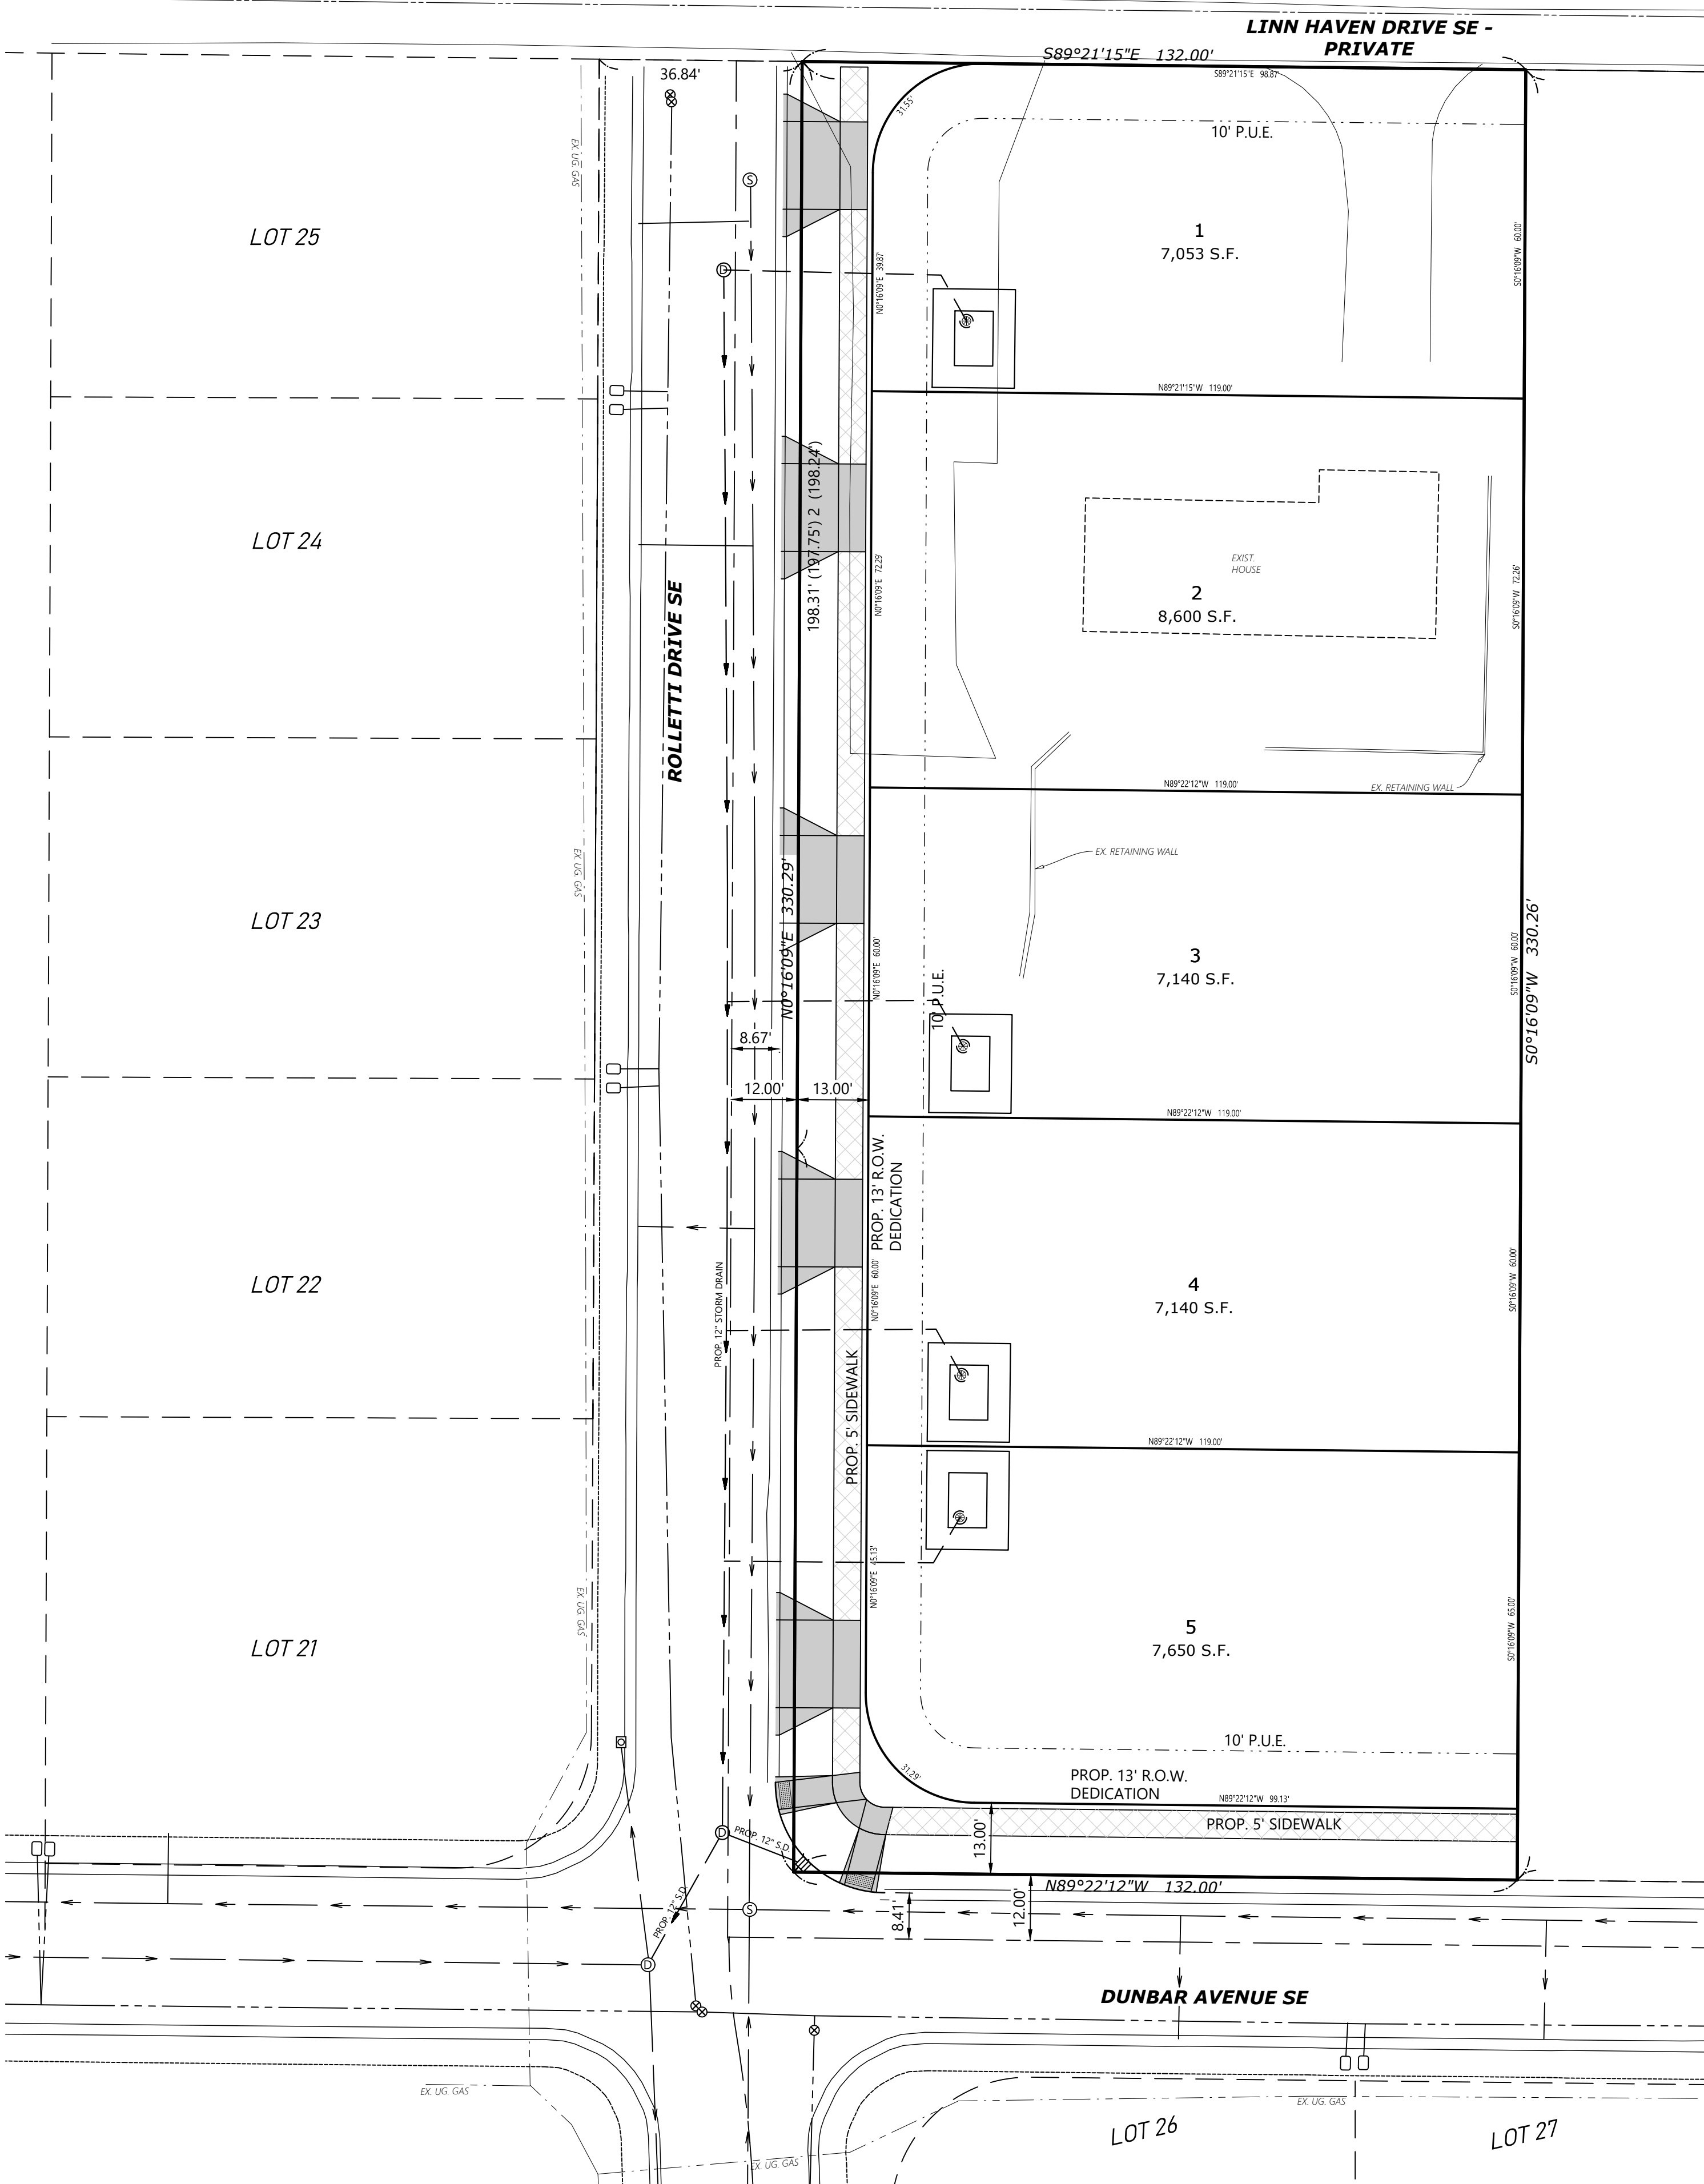 LINN HAVEN DRIVE SE -
PRIVATE
S89°21'15"E 132.00'
S89°21'15"E 98.87'
36.84'
31.55'
10' P.U.E.
EX. UG. GAS
S
D
LOT 25
1
7,053 S.F.
N0°16'09"E 39.87'
S0°16'09"W 60.00'
N89°21'15"W 119.00'
198.31' (197.75') 2 (198.24')
LOT 24
EXIST.
HOUSE
2
8,600 S.F.
N0°16'09"E 72.29'
S0°16'09"W 72.26'
ROLLETTI DRIVE SE
N89°22'12"W 119.00'
EX. RETAINING WALL
EX. RETAINING WALL
EX. UG. GAS
N0°16'09"E 330.29'
LOT 23
3
7,140 S.F.
N0°16'09"E 60.00'
10' P.U.E.
S0°16'09"W 60.00'
S0°16'09"W 330.26'
8.67'
12.00'
13.00'
N89°22'12"W 119.00'
PROP. 13' R.O.W.
DEDICATION
LOT 22
4
7,140 S.F.
N0°16'09"E 60.00'
S0°16'09"W 60.00'
PROP. 12" STORM DRAIN
PROP. 5' SIDEWALK
N89°22'12"W 119.00'
N0°16'09"E 45.13'
EX. UG. GAS
LOT 21
5
7,650 S.F.
S0°16'09"W 65.00'
10' P.U.E.
31.29'
PROP. 13' R.O.W.
DEDICATION
N89°22'12"W 99.13'
PROP. 5' SIDEWALK
13.00'
D
PROP. 12" S.D.
PROP. 12" S.D.
N89°22'12"W 132.00'
S
8.41'
12.00'
D
DUNBAR AVENUE SE
EX. UG. GAS
EX. UG. GAS
LOT 26
LOT 27
EX. UG. GAS